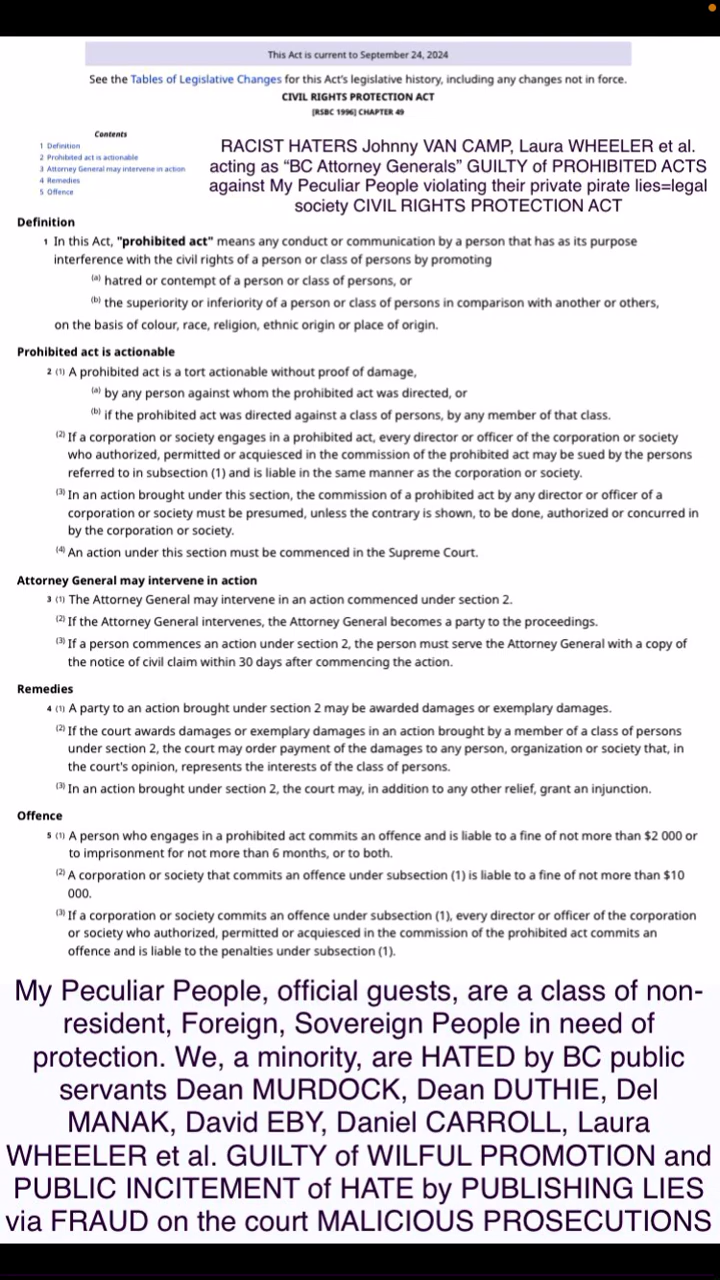 This Act is current to September 24, 2024
See the Tables of Legislative Changes for this Act's legislative history, including any changes not in force.
CIVIL RIGHTS PROTECTION ACT
[RSBC 1996] CHAPTER 49
Contents
1 Definition
2 Prohibited act is actionable
3 Attorney General may intervene in action
4 Remedies
5 Offence
RACIST HATERS Johnny VAN CAMP, Laura WHEELER et al.
acting as “BC Attorney Generals” GUILTY of PROHIBITED ACTS
against My Peculiar People violating their private pirate lies=legal
society CIVIL RIGHTS PROTECTION ACT
Definition
1 In this Act, "prohibited act" means any conduct or communication by a person that has as its purpose
interference with the civil rights of a person or class of persons by promoting
(a) hatred or contempt of a person or class of persons, or
(b) the superiority or inferiority of a person or class of persons in comparison with another or others,
on the basis of colour, race, religion, ethnic origin or place of origin.
Prohibited act is actionable
2 (1) A prohibited act is a tort actionable without proof of damage,
(a) by any person against whom the prohibited act was directed, or
(b) if the prohibited act was directed against a class of persons, by any member of that class.
(2) If a corporation or society engages in a prohibited act, every director or officer of the corporation or society
who authorized, permitted or acquiesced in the commission of the prohibited act may be sued by the persons
referred to in subsection (1) and is liable in the same manner as the corporation or society.
(3) In an action brought under this section, the commission of a prohibited act by any director or officer of a
corporation or society must be presumed, unless the contrary is shown, to be done, authorized or concurred in
by the corporation or society.
(4) An action under this section must be commenced in the Supreme Court.
Attorney General may intervene in action
3 (1) The Attorney General may intervene in an action commenced under section 2.
(2) If the Attorney General intervenes, the Attorney General becomes a party to the proceedings.
(3) If a person commences an action under section 2, the person must serve the Attorney General with a copy of
the notice of civil claim within 30 days after commencing the action.
Remedies
4 (1) A party to an action brought under section 2 may be awarded damages or exemplary damages.
(2) If the court awards damages or exemplary damages in an action brought by a member of a class of persons
under section 2, the court may order payment of the damages to any person, organization or society that, in
the court's opinion, represents the interests of the class of persons.
(3) In an action brought under section 2, the court may, in addition to any other relief, grant an injunction.
Offence
5 (1) A person who engages in a prohibited act commits an offence and is liable to a fine of not more than $2 000 or
to imprisonment for not more than 6 months, or to both.
(2) A corporation or society that commits an offence under subsection (1) is liable to a fine of not more than $10
000.
(3) If a corporation or society commits an offence under subsection (1), every director or officer of the corporation
or society who authorized, permitted or acquiesced in the commission of the prohibited act commits an
offence and is liable to the penalties under subsection (1).
My Peculiar People, official guests, are a class of non-
resident, Foreign, Sovereign People in need of
protection. We, a minority, are HATED by BC public
servants Dean MURDOCK, Dean DUTHIE, Del
MANAK, David EBY, Daniel CARROLL, Laura
WHEELER et al. GUILTY of WILFUL PROMOTION and
PUBLIC INCITEMENT of HATE by PUBLISHING LIES
via FRAUD on the court MALICIOUS PROSECUTIONS